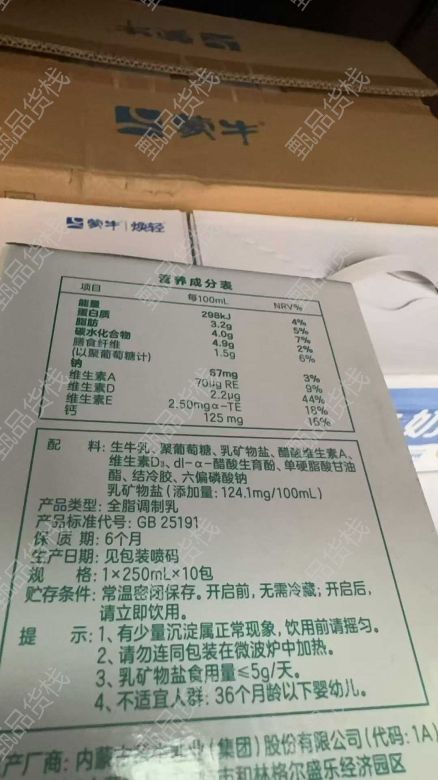 蒙牛
蒙牛 | 焕轻
营养成分表
项目 每100mL NRV%
能量 298kJ 4%
蛋白质 3.2g 5%
脂肪 4.0g 7%
碳水化合物 4.9g 2%
膳食纤维 1.5g 6%
(以聚葡萄糖计)
钠 67mg 3%
维生素A 70μg RE 9%
维生素D 2.2μg 44%
维生素E 2.50mgα-TE 18%
钙 125 mg 16%
配 料: 生牛乳、聚葡萄糖、乳矿物盐、醋酸维生素A、
维生素D₃、dl-α-醋酸生育酚、单硬脂酸甘油
酯、结冷胶、六偏磷酸钠
乳矿物盐 (添加量: 124.1mg/100mL)
产品类型: 全脂调制乳
产品标准代号: GB 25191
保 质 期: 6个月
生产日期: 见包装喷码
规 格: 1×250mL×10包
贮存条件: 常温密闭保存。开启前, 无需冷藏; 开启后,
请立即饮用。
提 示: 1、有少量沉淀属正常现象, 饮用前请摇匀。
2、请勿连同包装在微波炉中加热。
3、乳矿物盐食用量≤5g/天。
4、不适宜人群: 36个月龄以下婴幼儿。
产厂商: 内蒙古蒙牛乳业(集团)股份有限公司(代码: 1A)
市和林格尔盛乐经济园区
甄品货栈